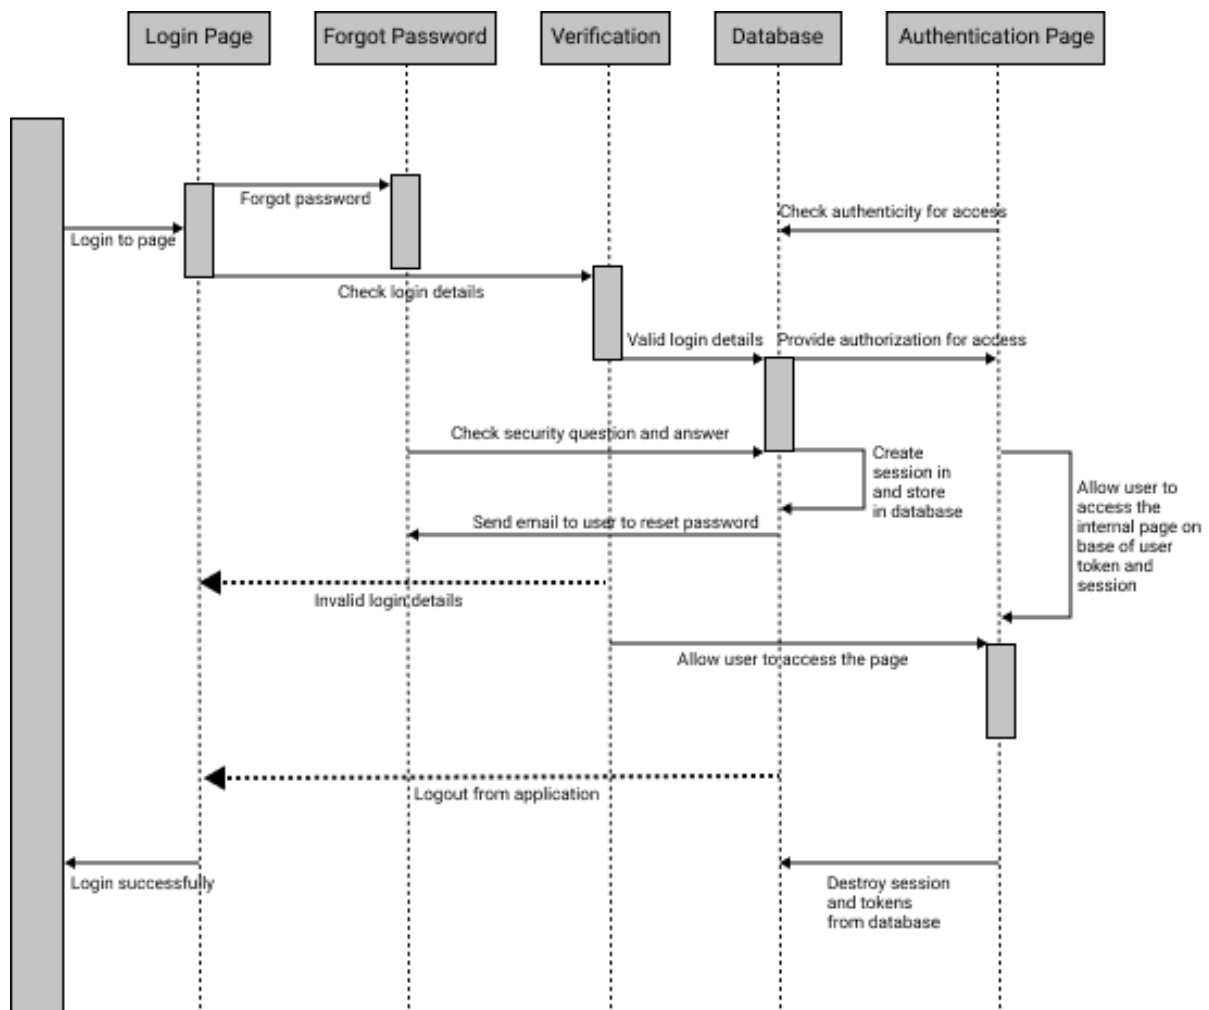 Login Page
Forgot Password
Verification
Database
Authentication Page
Forgot password
Check authenticity for access
Login to page
Check login details
Valid login details
Provide authorization for access
Check security question and answer
Create
session in
and store
in database
Allow user to
access the
internal page on
base of user
token and
session
Send email to user to reset password
Invalid login details
Allow user to access the page
Logout from application
Login successfully
Destroy session
and tokens
from database